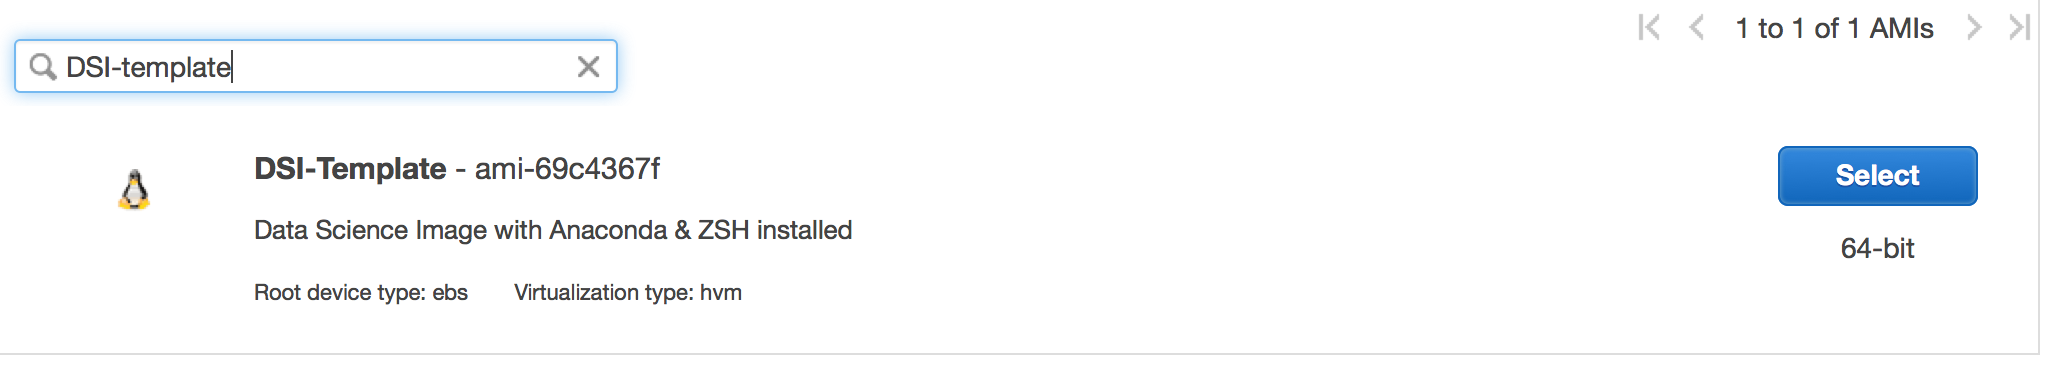 1 to 1 of 1 AMIs
DSI-template
DSI-Template - ami-69c4367f
Select
Data Science Image with Anaconda & ZSH installed
64-bit
Root device type: ebs Virtualization type: hvm